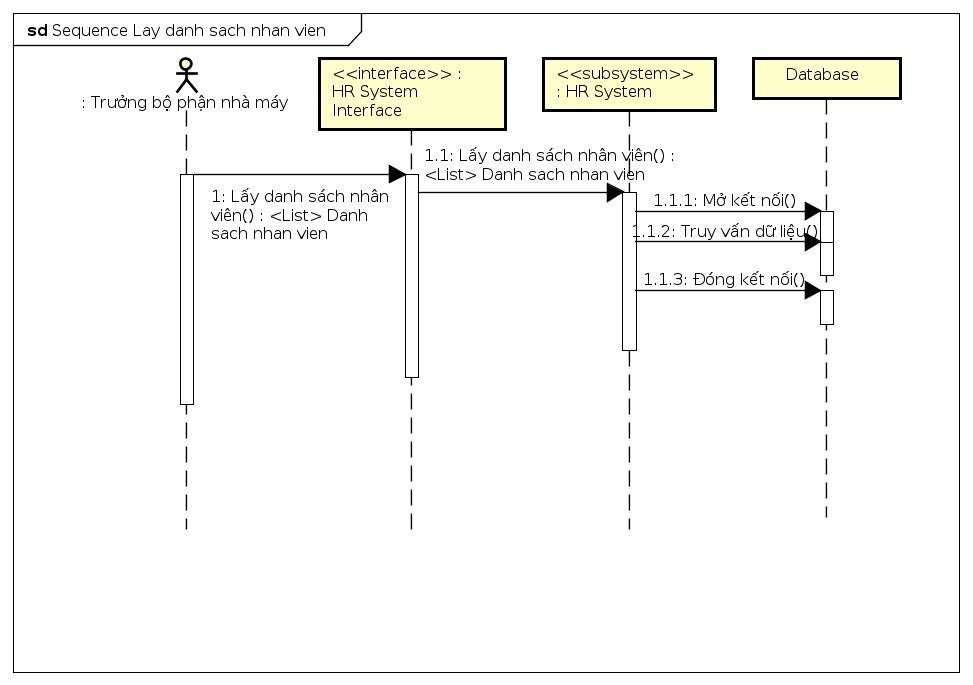 sd Sequence Lay danh sach nhan vien
: Trưởng bộ phận nhà máy
<<interface>> :
HR System
Interface
<<subsystem>>
: HR System
Database
1: Lấy danh sách nhân
viên() : <List> Danh
sach nhan vien
1.1: Lấy danh sách nhân viên() :
<List> Danh sach nhan vien
1.1.1: Mở kết nối()
1.1.2: Truy vấn dữ liệu()
1.1.3: Đóng kết nối()